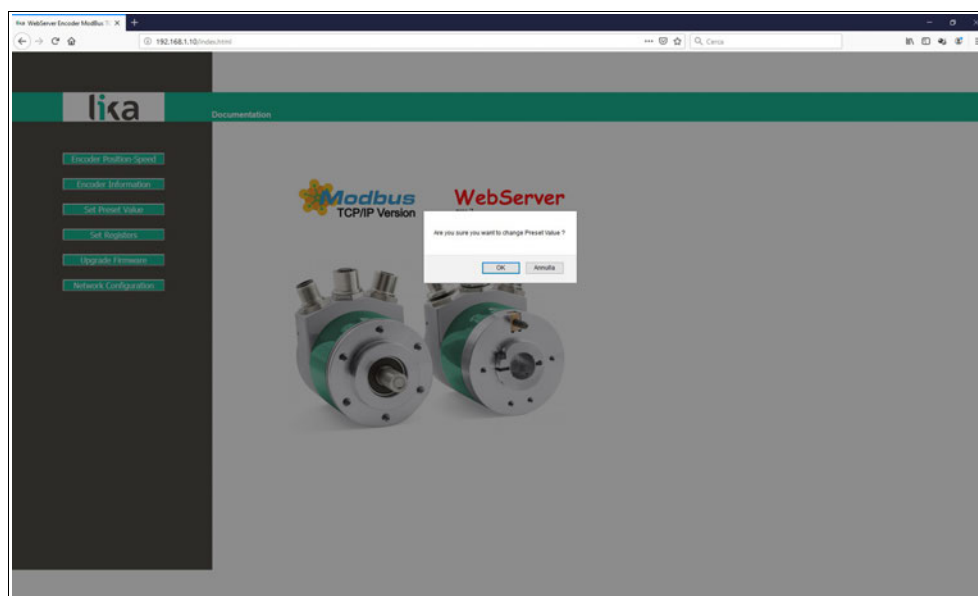 lika WebServer Encoder ModBus T
192.168.1.10/index.html
Cerca
lika
Documentation
Encoder Position-Speed
Encoder Information
Set Preset Value
Set Registers
Upgrade Firmware
Network Configuration
Modbus
TCP/IP Version
WebServer
Are you sure you want to change Preset Value ?
OK
Annulla